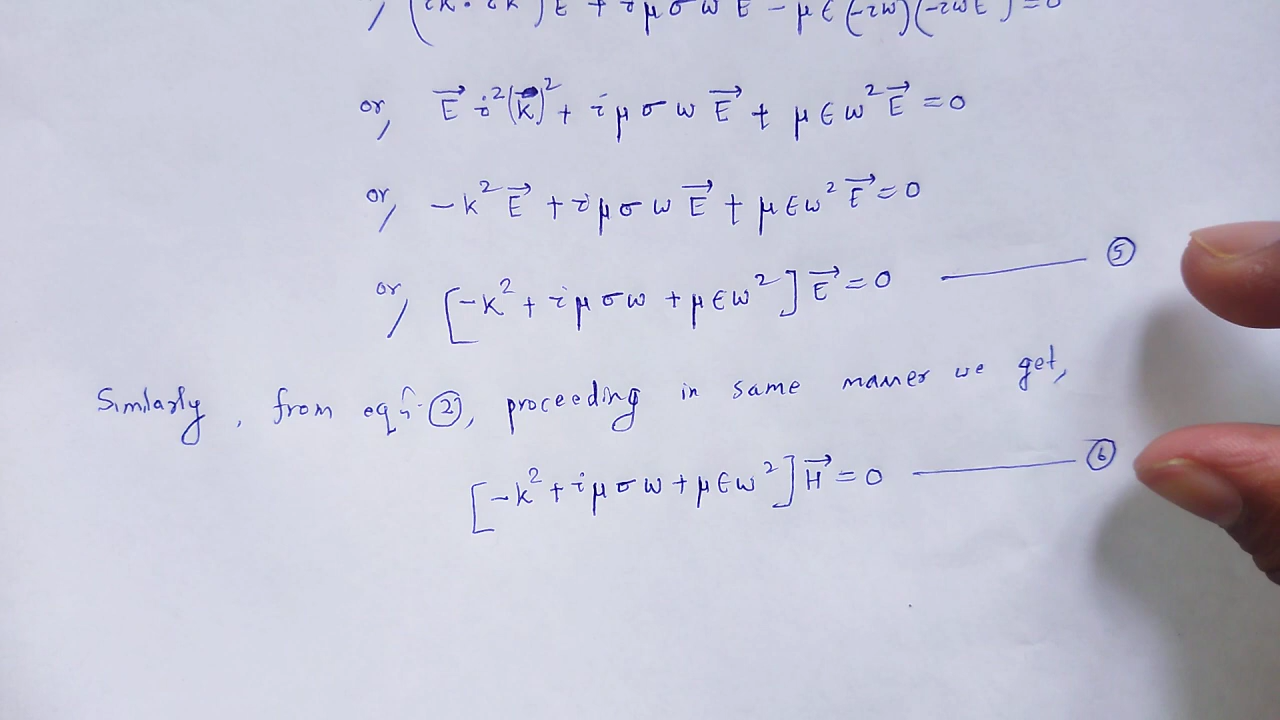 or, E⃗ i²(k⃗)² + iμσω E⃗ + μϵω² E⃗ = 0
or, -k² E⃗ + iμσω E⃗ + μϵω² E⃗ = 0
or, [-k² + iμσω + μϵω²] E⃗ = 0 ——— ⑤
Similarly, from eqⁿ. ②, proceeding in same manner we get,
[-k² + iμσω + μϵω²] H⃗ = 0 ——— ⑥